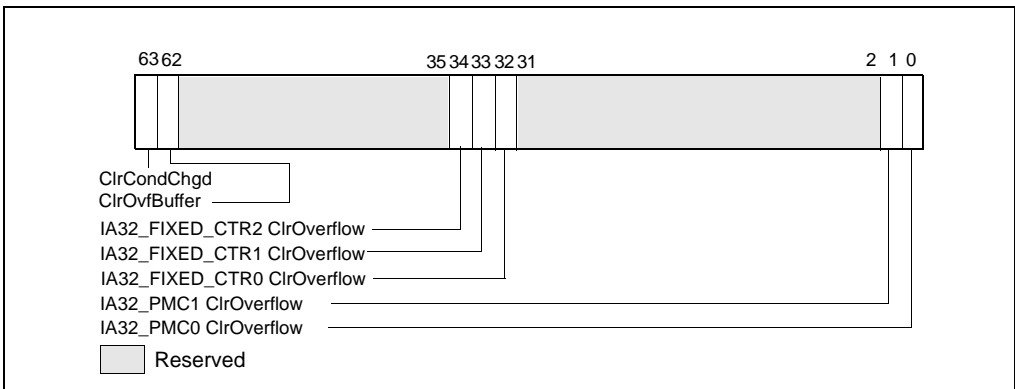 63 62 35 34 33 32 31 2 1 0
ClrCondChgd
ClrOvfBuffer
IA32_FIXED_CTR2 ClrOverflow
IA32_FIXED_CTR1 ClrOverflow
IA32_FIXED_CTR0 ClrOverflow
IA32_PMC1 ClrOverflow
IA32_PMC0 ClrOverflow
Reserved